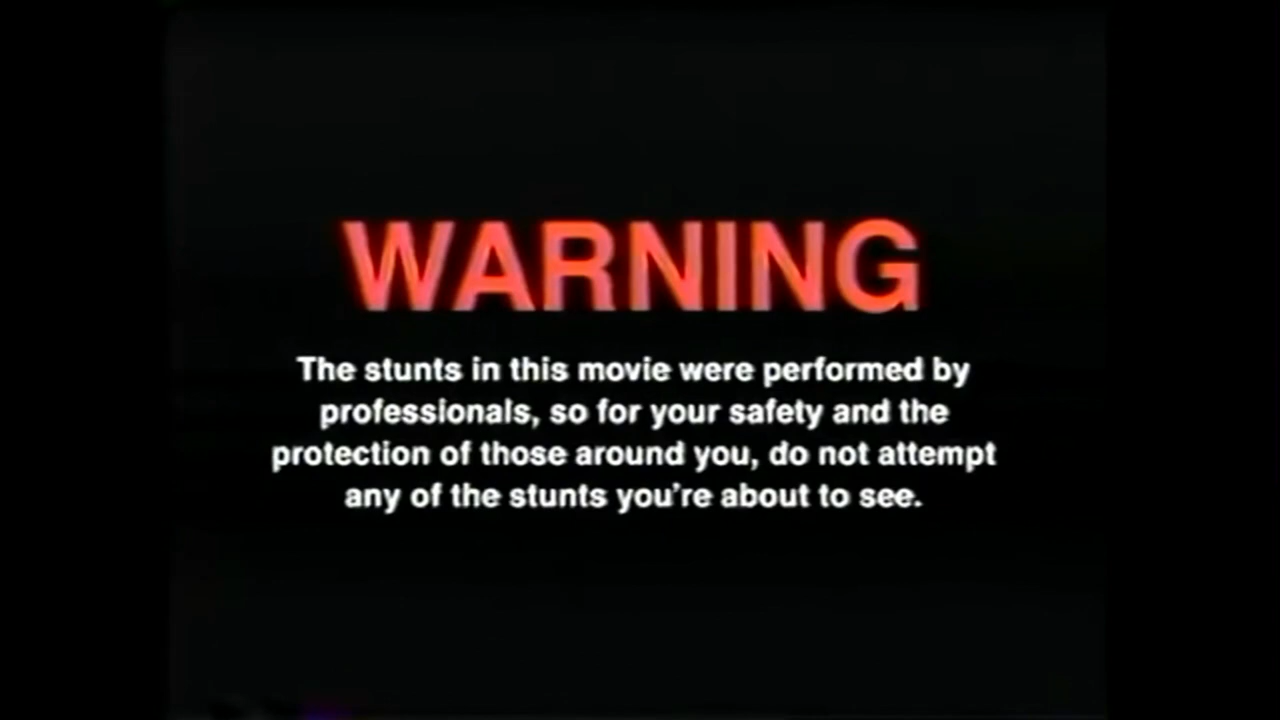 WARNING
The stunts in this movie were performed by
professionals, so for your safety and the
protection of those around you, do not attempt
any of the stunts you're about to see.